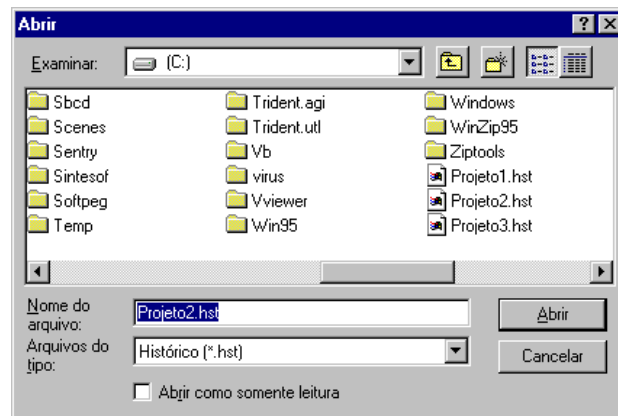 Abrir
Examinar: (C:)
Sbcd Trident.agi Windows
Scenes Trident.utl WinZip95
Sentry Vb Ziptools
Sintesof virus Projeto1.hst
Softpeg Vviewer Projeto2.hst
Temp Win95 Projeto3.hst
Nome do arquivo: Projeto2.hst Abrir
Arquivos do tipo: Histórico (*.hst) Cancelar
Abrir como somente leitura